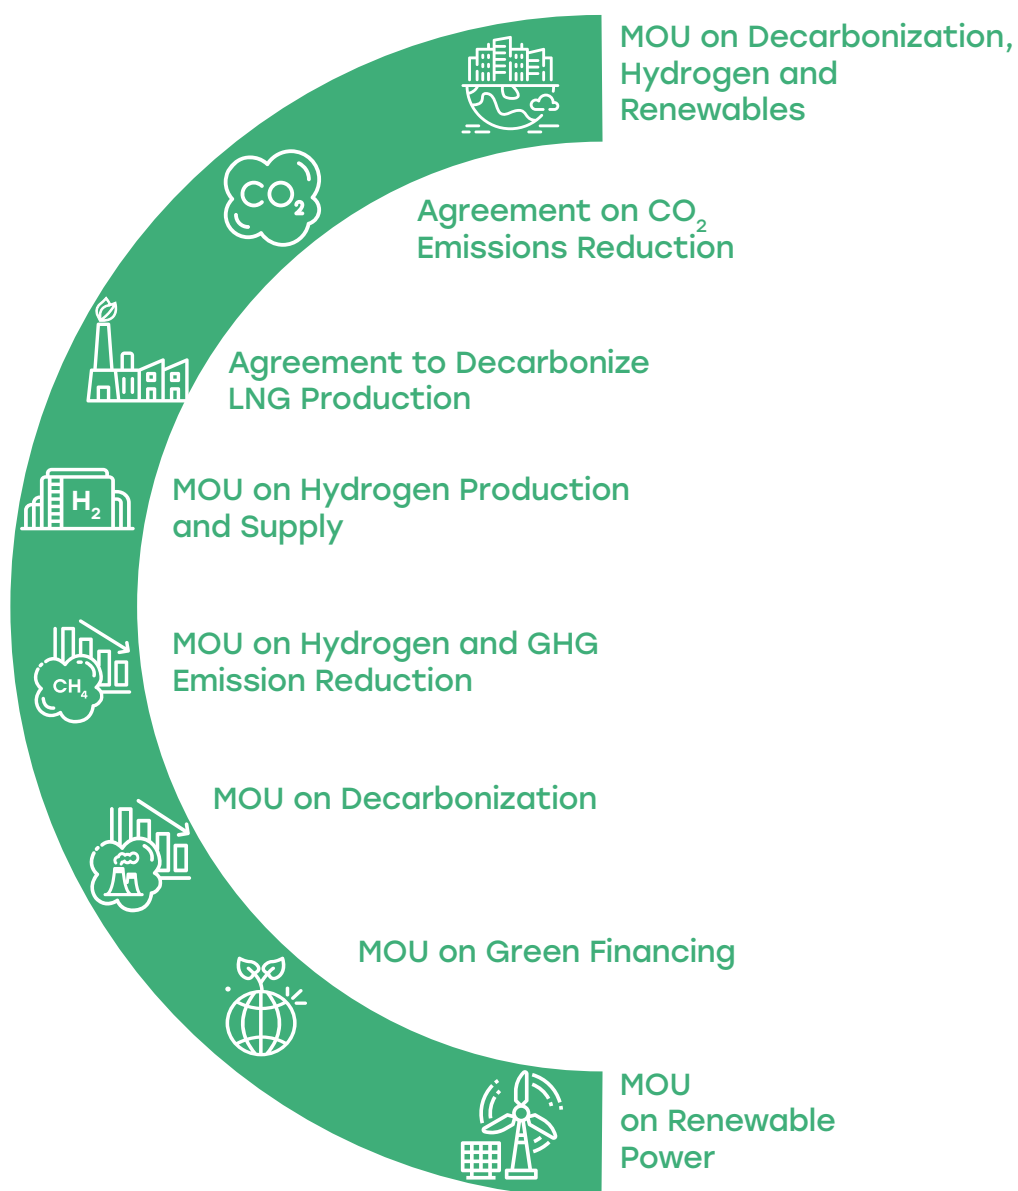 MOU on Decarbonization,
Hydrogen and
Renewables
CO₂
Agreement on CO₂
Emissions Reduction
Agreement to Decarbonize
LNG Production
H₂
MOU on Hydrogen Production
and Supply
CH₄
MOU on Hydrogen and GHG
Emission Reduction
MOU on Decarbonization
MOU on Green Financing
MOU
on Renewable
Power